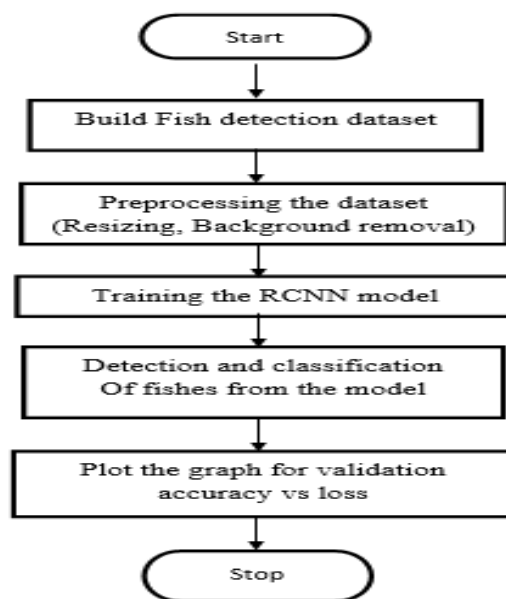 Start
Build Fish detection dataset
Preprocessing the dataset
(Resizing, Background removal)
Training the RCNN model
Detection and classification
Of fishes from the model
Plot the graph for validation
accuracy vs loss
Stop